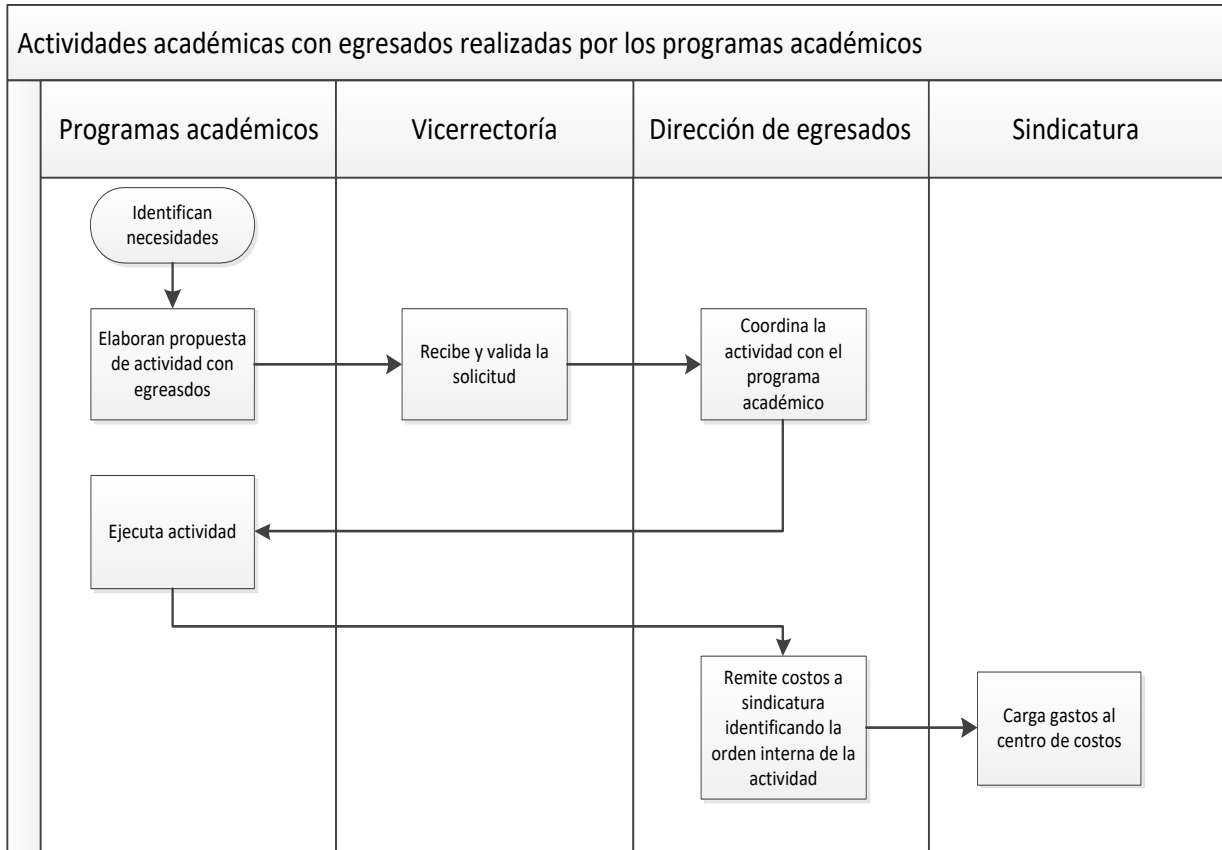 Actividades académicas con egresados realizadas por los programas académicos
Programas académicos
Vicerrectoría
Dirección de egresados
Sindicatura
Identifican
necesidades
Elaboran propuesta
de actividad con
egreasdos
Recibe y valida la
solicitud
Coordina la
actividad con el
programa
académico
Ejecuta actividad
Remite costos a
sindicatura
identificando la
orden interna de la
actividad
Carga gastos al
centro de costos